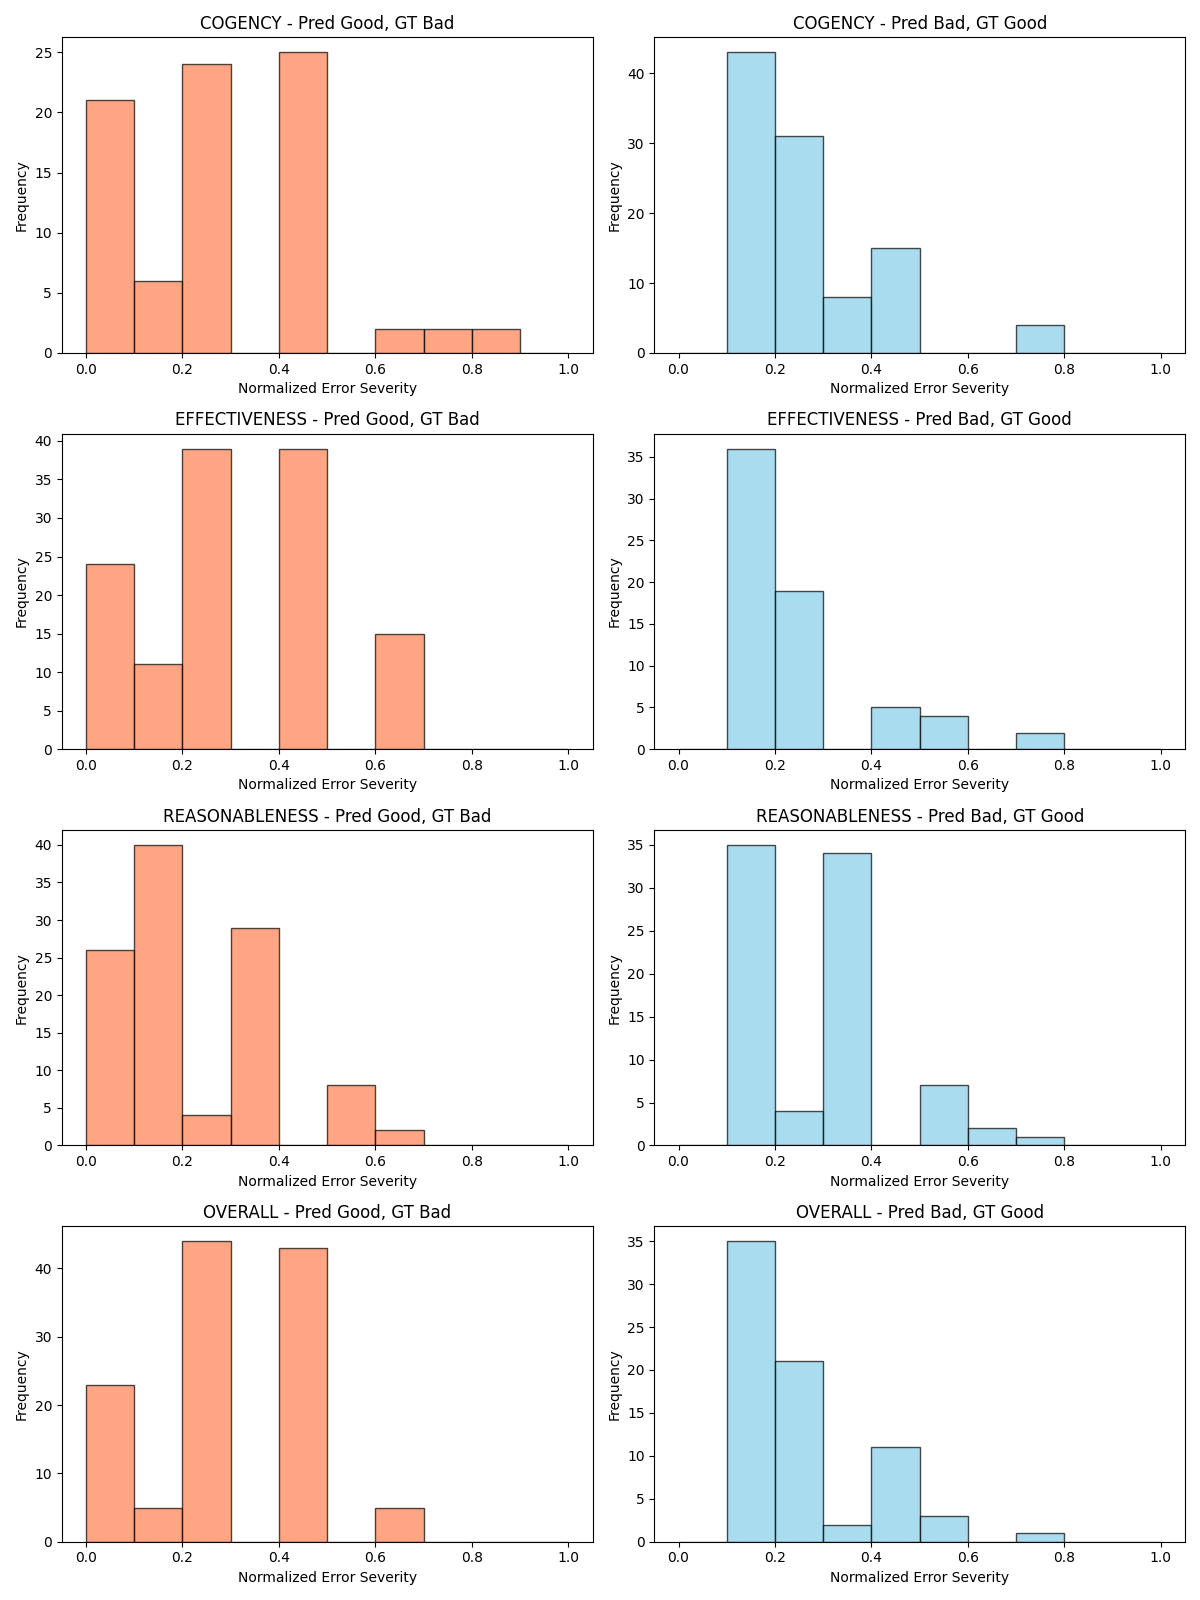 COGENCY - Pred Good, GT Bad
25
20
15
10
5
0
Frequency
0.0 0.2 0.4 0.6 0.8 1.0
Normalized Error Severity
COGENCY - Pred Bad, GT Good
40
30
20
10
0
Frequency
0.0 0.2 0.4 0.6 0.8 1.0
Normalized Error Severity
EFFECTIVENESS - Pred Good, GT Bad
40
35
30
25
20
15
10
5
0
Frequency
0.0 0.2 0.4 0.6 0.8 1.0
Normalized Error Severity
EFFECTIVENESS - Pred Bad, GT Good
35
30
25
20
15
10
5
0
Frequency
0.0 0.2 0.4 0.6 0.8 1.0
Normalized Error Severity
REASONABLENESS - Pred Good, GT Bad
40
35
30
25
20
15
10
5
0
Frequency
0.0 0.2 0.4 0.6 0.8 1.0
Normalized Error Severity
REASONABLENESS - Pred Bad, GT Good
35
30
25
20
15
10
5
0
Frequency
0.0 0.2 0.4 0.6 0.8 1.0
Normalized Error Severity
OVERALL - Pred Good, GT Bad
40
30
20
10
0
Frequency
0.0 0.2 0.4 0.6 0.8 1.0
Normalized Error Severity
OVERALL - Pred Bad, GT Good
35
30
25
20
15
10
5
0
Frequency
0.0 0.2 0.4 0.6 0.8 1.0
Normalized Error Severity